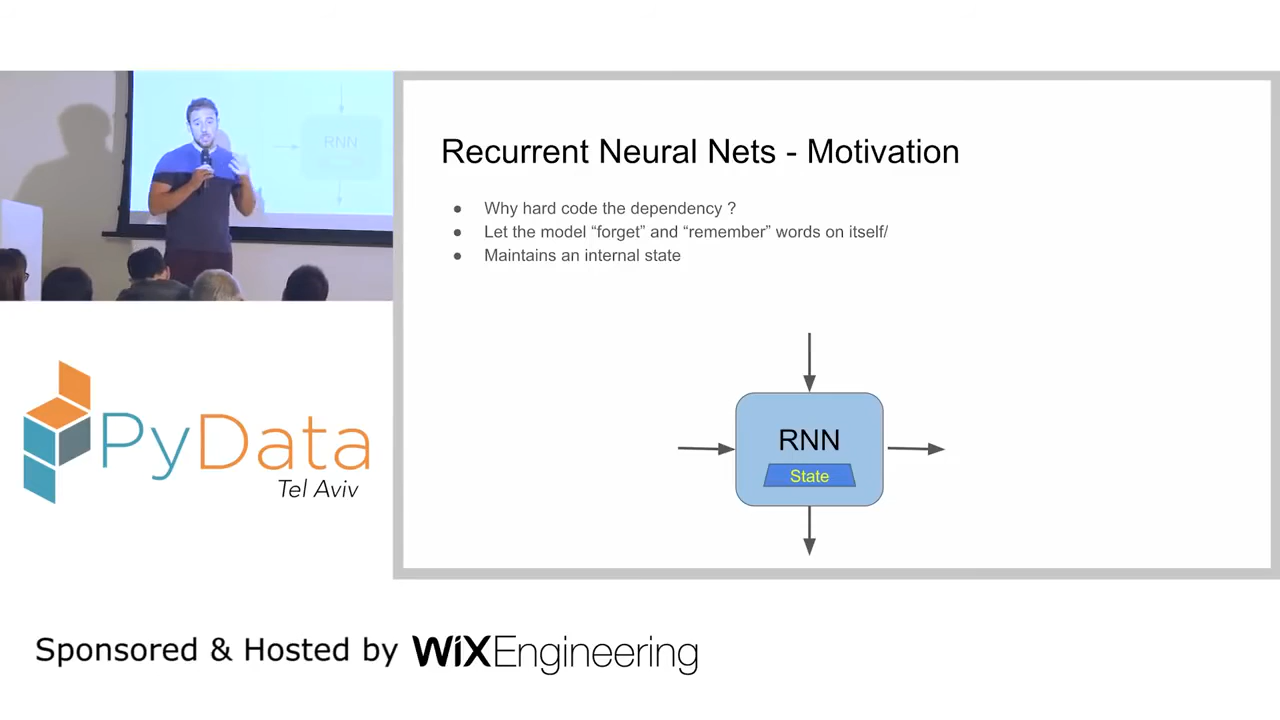 RNN
Recurrent Neural Nets - Motivation
● Why hard code the dependency ?
● Let the model “forget” and “remember” words on itself/
● Maintains an internal state
RNN
State
PyData
Tel Aviv
Sponsored & Hosted by WiXEngineering